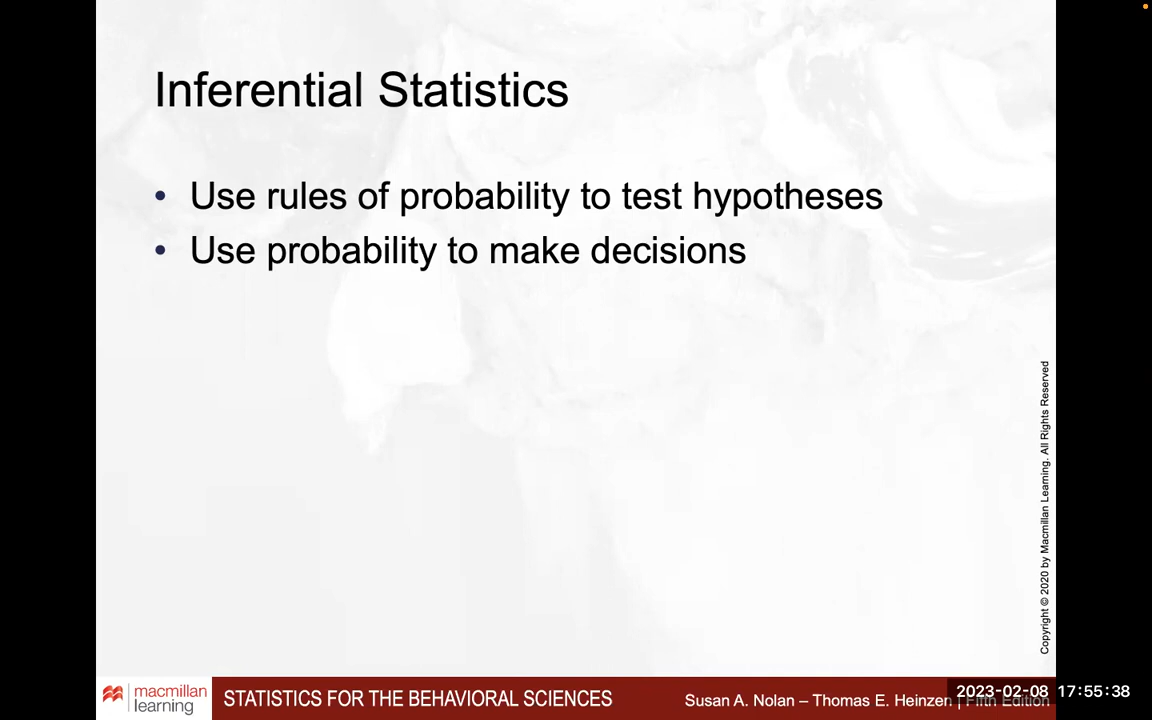 Inferential Statistics
• Use rules of probability to test hypotheses
• Use probability to make decisions
Copyright © 2020 by Macmillan Learning. All Rights Reserved
macmillan
learning
STATISTICS FOR THE BEHAVIORAL SCIENCES
Susan A. Nolan – Thomas E. Heinzen | Fifth Edition
2023-02-08 17:55:38